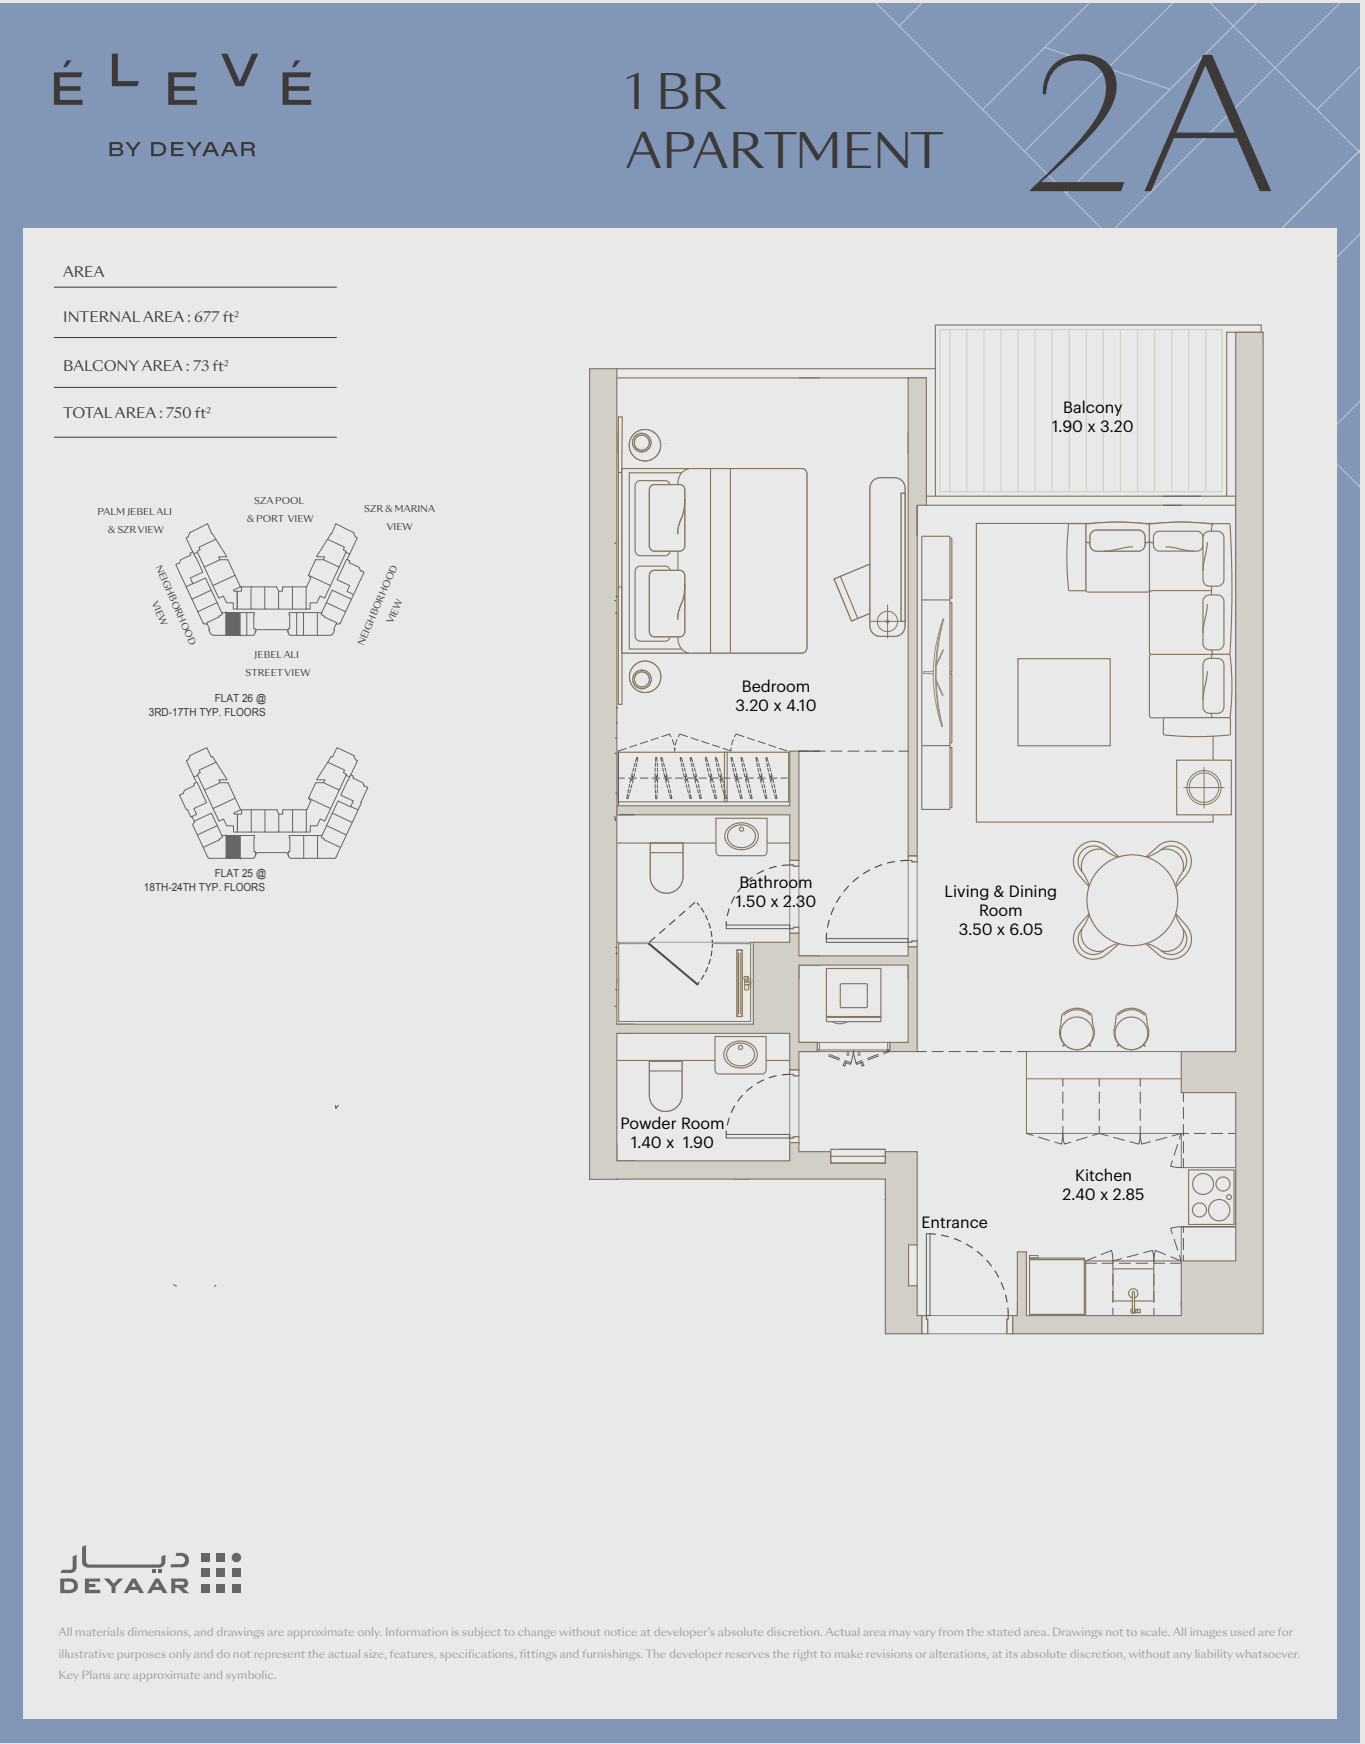 ÉLEVÉ
BY DEYAAR
1 BR
APARTMENT
2A
AREA
INTERNAL AREA : 677 ft²
BALCONY AREA : 73 ft²
TOTAL AREA : 750 ft²
PALM JEBEL ALI
& SZR VIEW
SZA POOL
& PORT VIEW
SZR & MARINA
VIEW
NEIGHBORHOOD
VIEW
NEIGHBORHOOD
VIEW
JEBEL ALI
STREET VIEW
FLAT 26 @
3RD-17TH TYP. FLOORS
FLAT 25 @
18TH-24TH TYP. FLOORS
Balcony
1.90 x 3.20
Bedroom
3.20 x 4.10
Bathroom
1.50 x 2.30
Living & Dining
Room
3.50 x 6.05
Powder Room
1.40 x 1.90
Kitchen
2.40 x 2.85
Entrance
ديار
DEYAAR
All materials dimensions, and drawings are approximate only. Information is subject to change without notice at developer's absolute discretion. Actual area may vary from the stated area. Drawings not to scale. All images used are for
illustrative purposes only and do not represent the actual size, features, specifications, fittings and furnishings. The developer reserves the right to make revisions or alterations, at its absolute discretion, without any liability whatsoever.
Key Plans are approximate and symbolic.